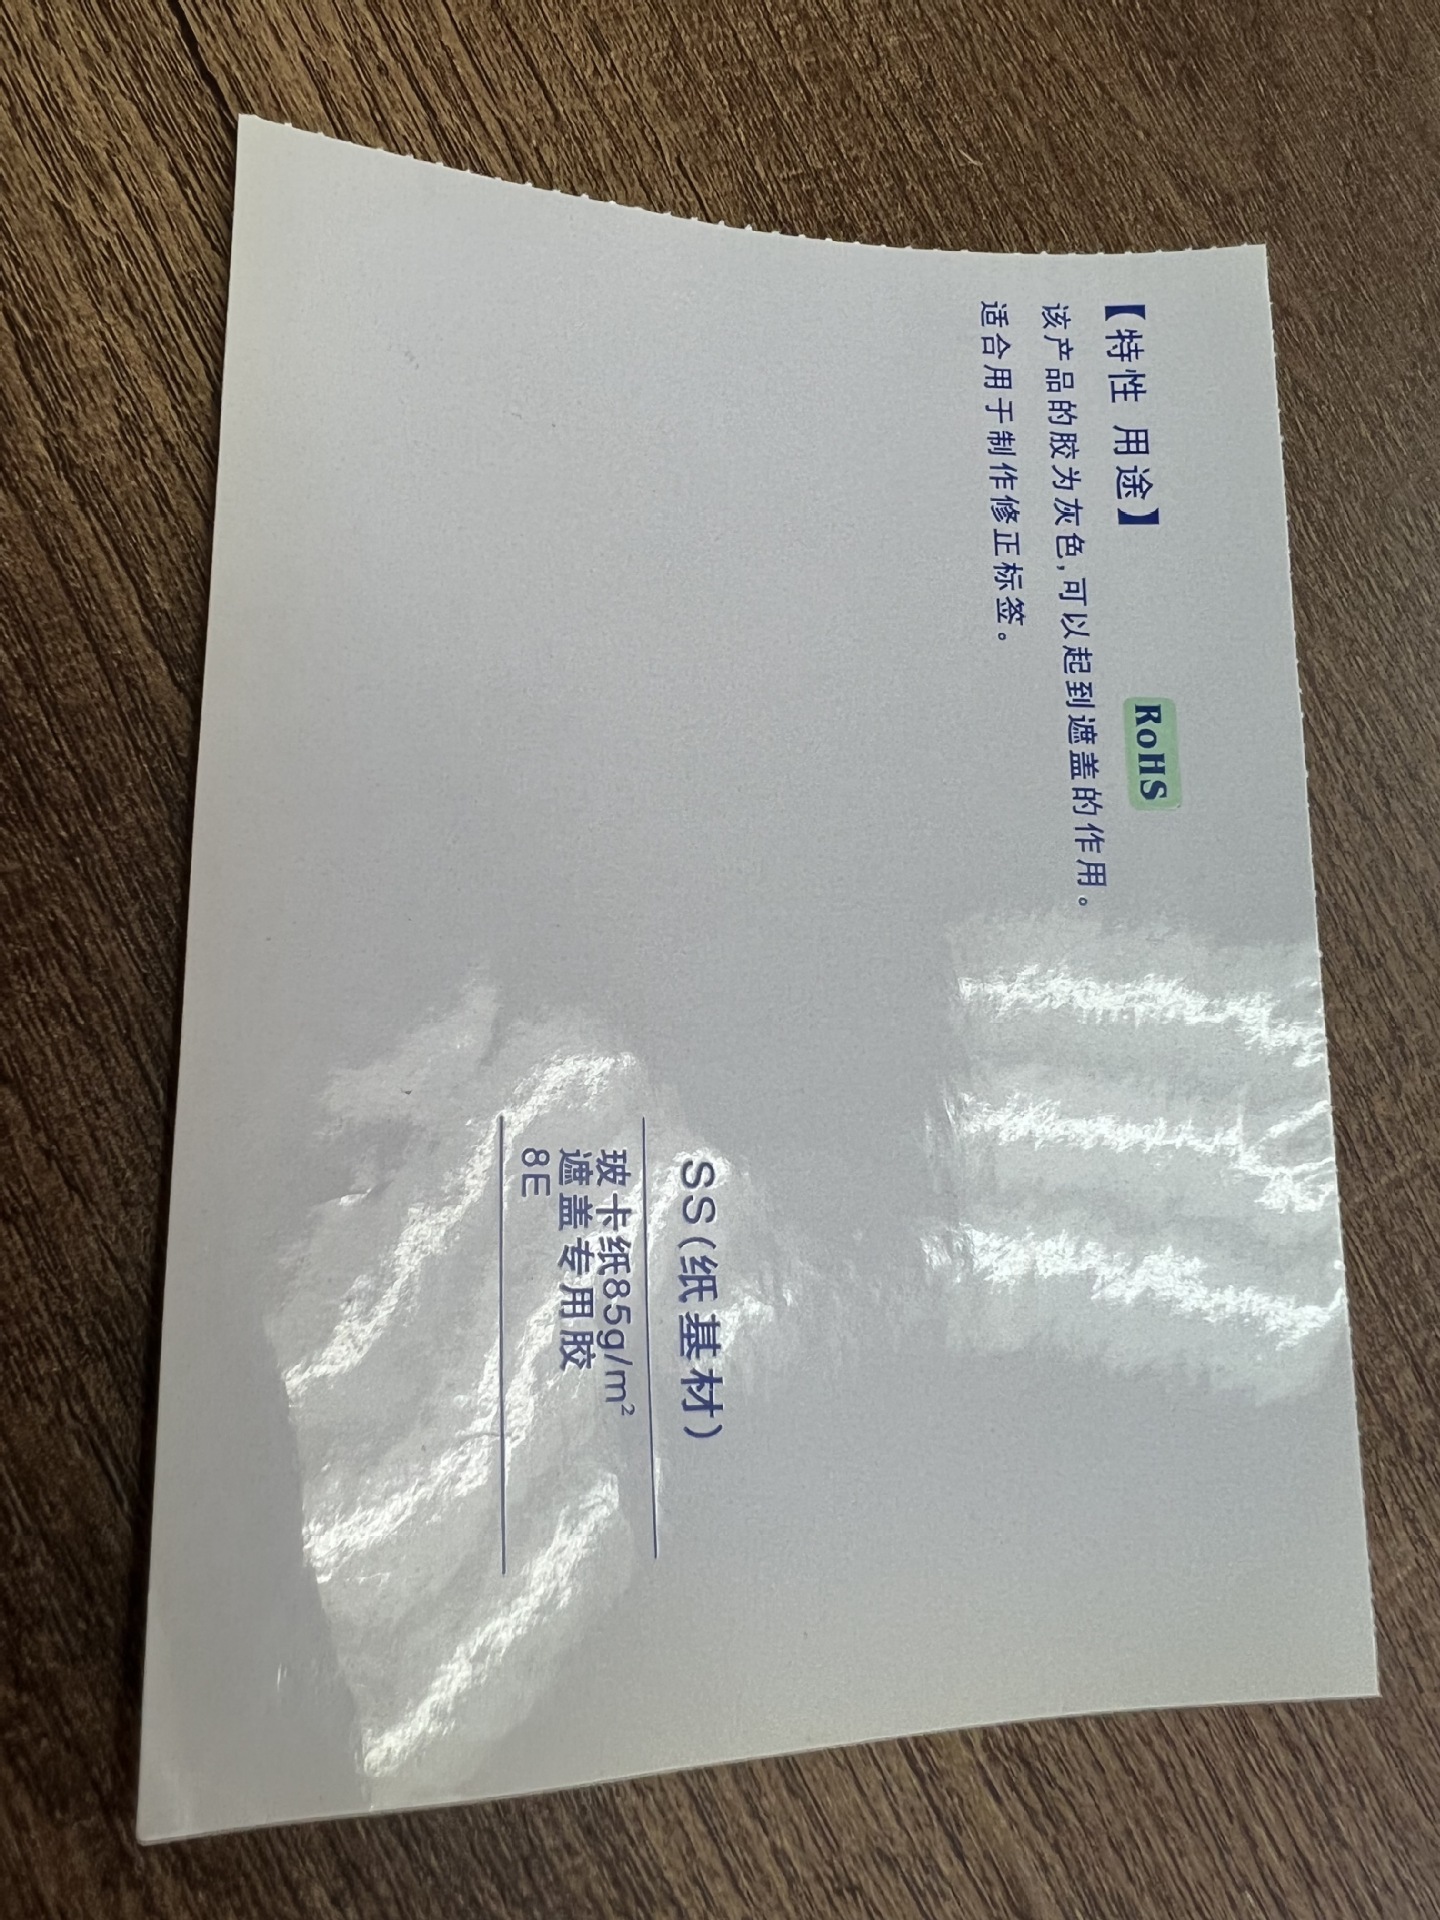 【特性 用途】
RoHS
该产品的胶为灰色,可以起到遮盖的作用。
适合用于制作修正标签。
SS(纸基材)
玻卡纸85g/m²
遮盖专用胶
8E